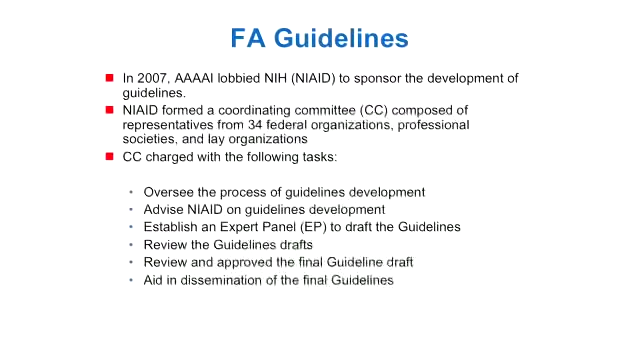 FA Guidelines
In 2007, AAAAI lobbied NIH (NIAID) to sponsor the development of
guidelines.
NIAID formed a coordinating committee (CC) composed of
representatives from 34 federal organizations, professional
societies, and lay organizations
CC charged with the following tasks:
Oversee the process of guidelines development
Advise NIAID on guidelines development
Establish an Expert Panel (EP) to draft the Guidelines
Review the Guidelines drafts
Review and approved the final Guideline draft
Aid in dissemination of the final Guidelines